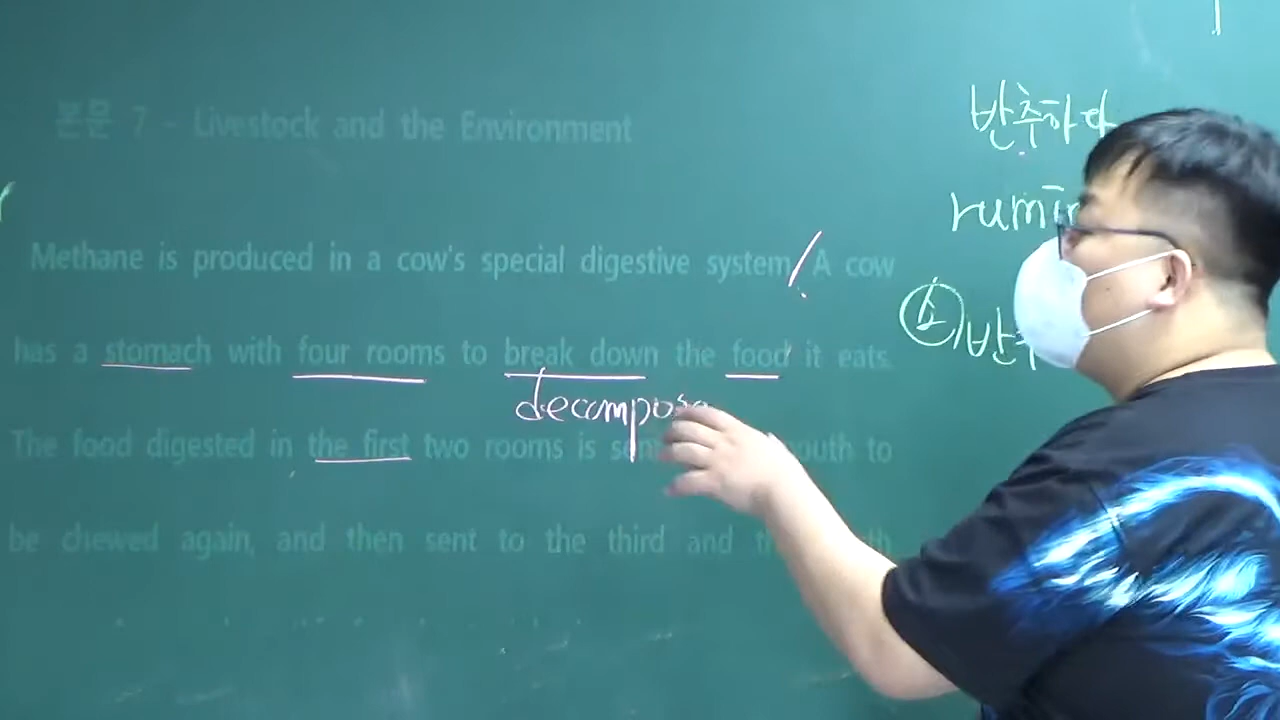 본문 7 - Livestock and the Environment
반추하다
Methane is produced in a cow's special digestive system. A cow
has a stomach with four rooms to break down the food it eats.
decompose
The food digested in the first two rooms is to
be chewed again, and then sent to the third and